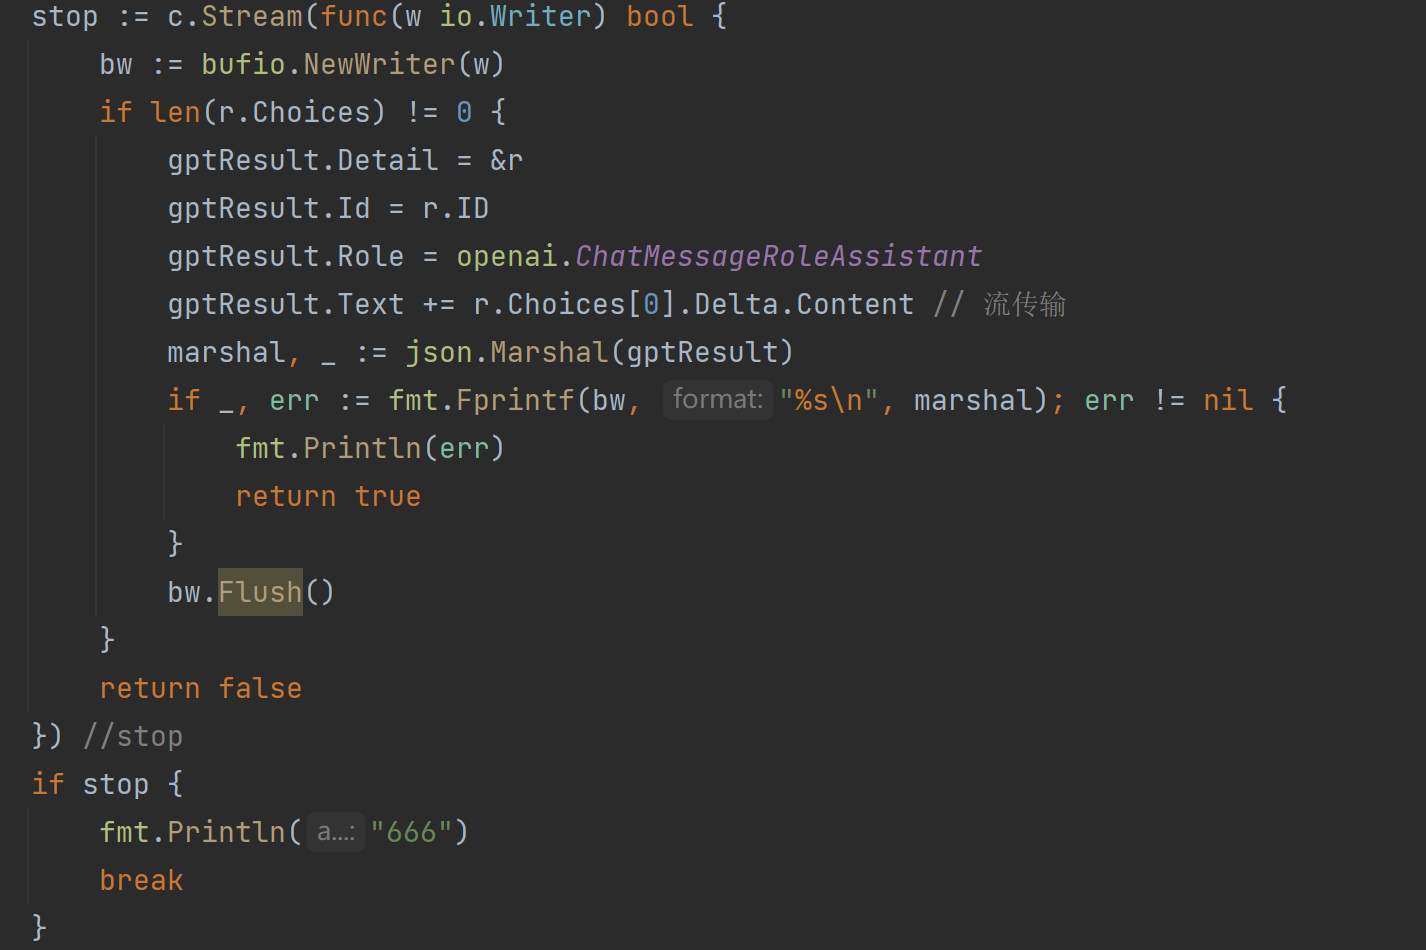 stop := c.Stream(func(w io.Writer) bool {
bw := bufio.NewWriter(w)
if len(r.Choices) != 0 {
gptResult.Detail = &r
gptResult.Id = r.ID
gptResult.Role = openai.ChatMessageRoleAssistant
gptResult.Text += r.Choices[0].Delta.Content // 流传输
marshal, _ := json.Marshal(gptResult)
if _, err := fmt.Fprintf(bw, format: "%s\n", marshal); err != nil {
fmt.Println(err)
return true
}
bw.Flush()
}
return false
}) //stop
if stop {
fmt.Println( a...: "666")
break
}